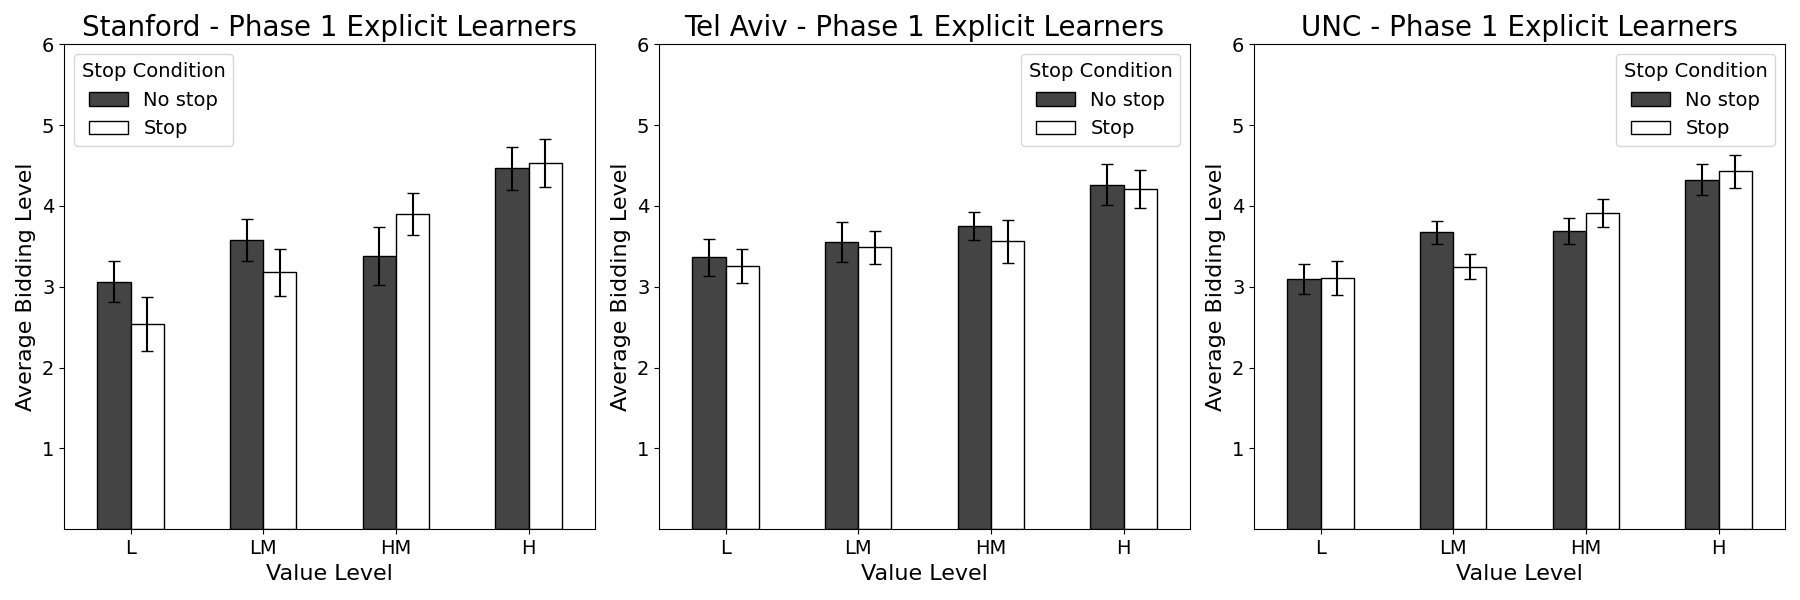 Stanford - Phase 1 Explicit Learners
Stop Condition
No stop
Stop
6
5
4
3
2
1
Average Bidding Level
L LM HM H
Value Level
Tel Aviv - Phase 1 Explicit Learners
Stop Condition
No stop
Stop
6
5
4
3
2
1
Average Bidding Level
L LM HM H
Value Level
UNC - Phase 1 Explicit Learners
Stop Condition
No stop
Stop
6
5
4
3
2
1
Average Bidding Level
L LM HM H
Value Level